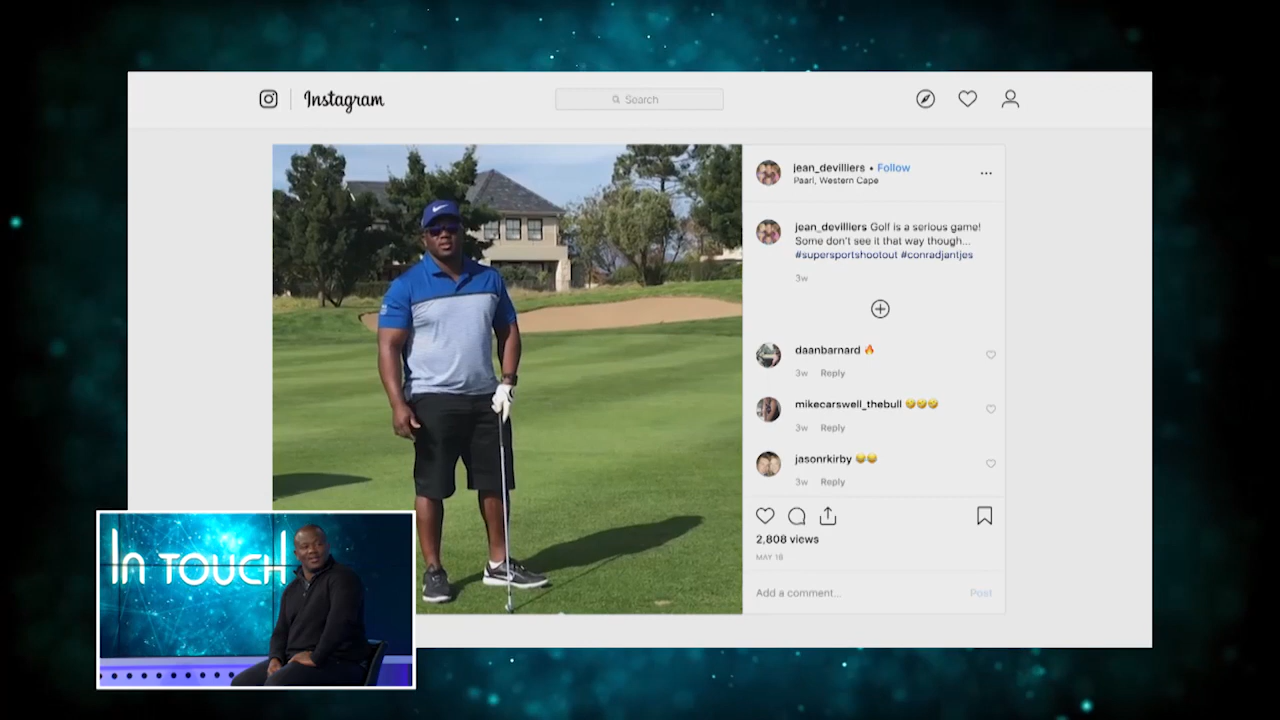 Instagram
Search
jean_devilliers • Follow
Paarl, Western Cape
jean_devilliers Golf is a serious game!
Some don't see it that way though...
#supersportshootout #conradjantjes
3w
daanbarnard 🔥
3w Reply
mikecarswell_thebull 🤣🤣🤣
3w Reply
jasonrkirby 😂😂
3w Reply
2,808 views
MAY 18
Add a comment... Post
In TOUCH